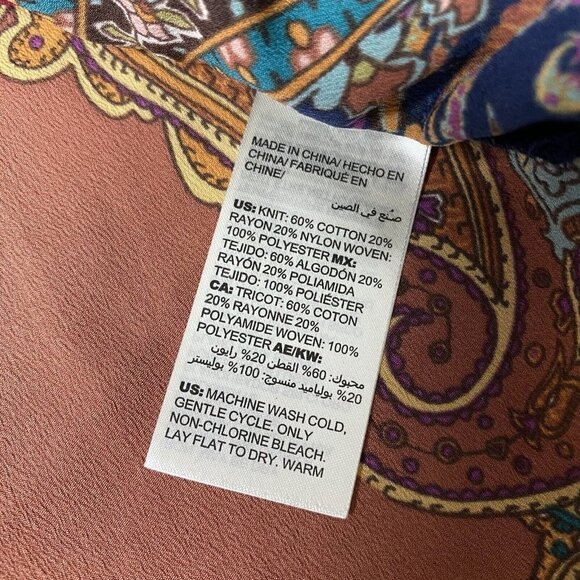 MADE IN CHINA/ HECHO EN
CHINA/ FABRIQUÉ EN
CHINE/
صنع في الصين
US: KNIT: 60% COTTON 20%
RAYON 20% NYLON WOVEN:
100% POLYESTER MX:
TEJIDO: 60% ALGODÓN 20%
RAYÓN 20% POLIAMIDA
TEJIDO: 100% POLIÉSTER
CA: TRICOT: 60% COTON
20% RAYONNE 20%
POLYAMIDE WOVEN: 100%
POLYESTER AE/KW:
محبوك: 60% القطن 20% رايون
20% بولياميد منسوج: 100% بوليستر
US: MACHINE WASH COLD,
GENTLE CYCLE. ONLY
NON-CHLORINE BLEACH.
LAY FLAT TO DRY. WARM